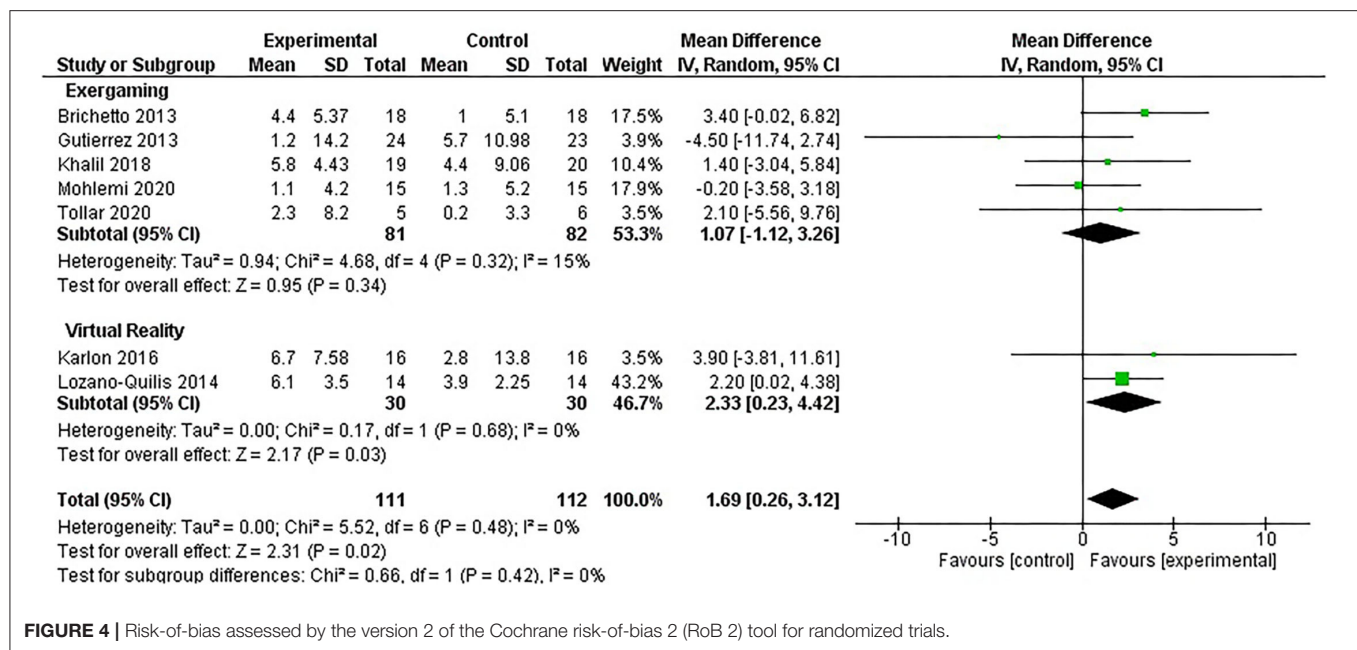 Experimental Control Mean Difference Mean Difference
Study or Subgroup Mean SD Total Mean SD Total Weight IV, Random, 95% CI IV, Random, 95% CI
Exergaming
Brichetto 2013 4.4 5.37 18 1 5.1 18 17.5% 3.40 [-0.02, 6.82]
Gutierrez 2013 1.2 14.2 24 5.7 10.98 23 3.9% -4.50 [-11.74, 2.74]
Khalil 2018 5.8 4.43 19 4.4 9.06 20 10.4% 1.40 [-3.04, 5.84]
Mohlemi 2020 1.1 4.2 15 1.3 5.2 15 17.9% -0.20 [-3.58, 3.18]
Tollar 2020 2.3 8.2 5 0.2 3.3 6 3.5% 2.10 [-5.56, 9.76]
Subtotal (95% CI) 81 82 53.3% 1.07 [-1.12, 3.26]
Heterogeneity: Tau² = 0.94; Chi² = 4.68, df = 4 (P = 0.32); I² = 15%
Test for overall effect: Z = 0.95 (P = 0.34)
Virtual Reality
Karlon 2016 6.7 7.58 16 2.8 13.8 16 3.5% 3.90 [-3.81, 11.61]
Lozano-Quilis 2014 6.1 3.5 14 3.9 2.25 14 43.2% 2.20 [0.02, 4.38]
Subtotal (95% CI) 30 30 46.7% 2.33 [0.23, 4.42]
Heterogeneity: Tau² = 0.00; Chi² = 0.17, df = 1 (P = 0.68); I² = 0%
Test for overall effect: Z = 2.17 (P = 0.03)
Total (95% CI) 111 112 100.0% 1.69 [0.26, 3.12]
Heterogeneity: Tau² = 0.00; Chi² = 5.52, df = 6 (P = 0.48); I² = 0%
Test for overall effect: Z = 2.31 (P = 0.02)
Test for subgroup differences: Chi² = 0.66, df = 1 (P = 0.42), I² = 0%
-10 -5 0 5 10
Favours [control] Favours [experimental]
FIGURE 4 | Risk-of-bias assessed by the version 2 of the Cochrane risk-of-bias 2 (RoB 2) tool for randomized trials.